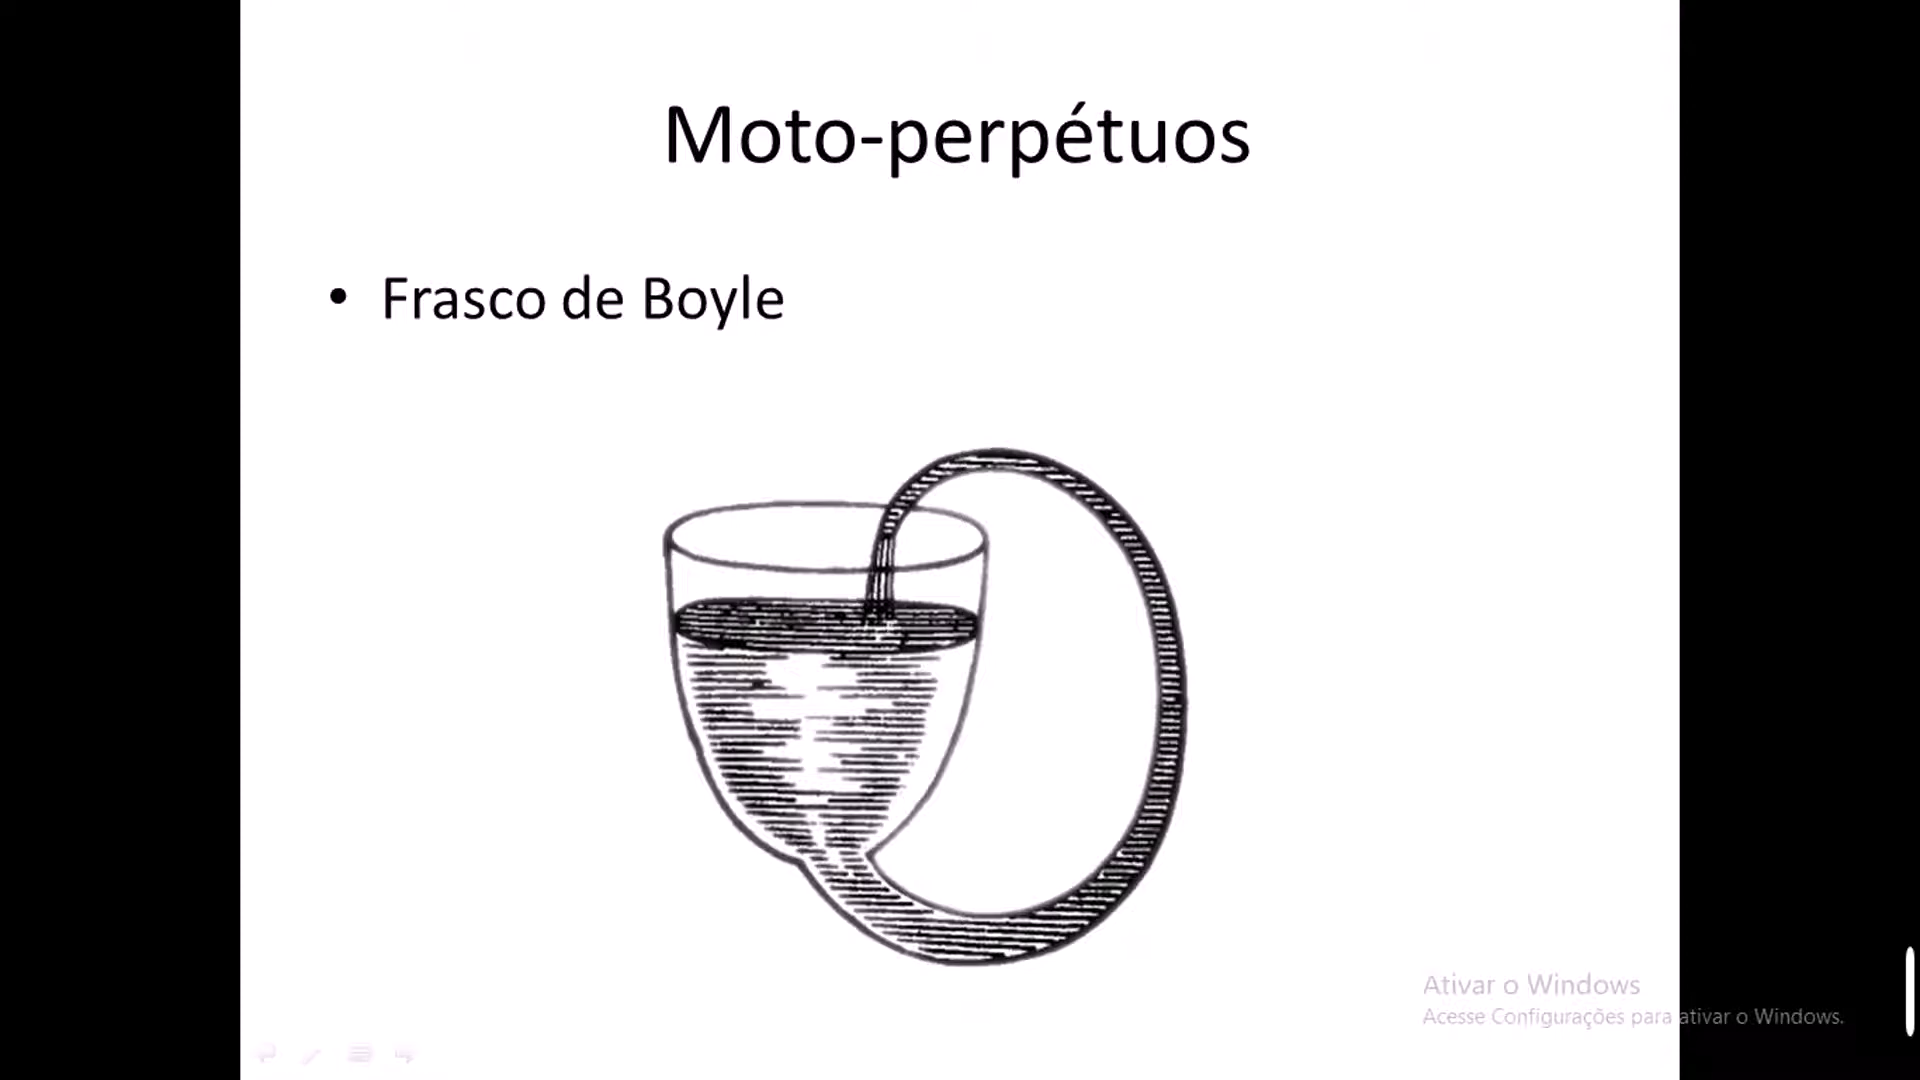 Moto-perpétuos
• Frasco de Boyle
Ativar o Windows
Acesse Configurações para ativar o Windows.